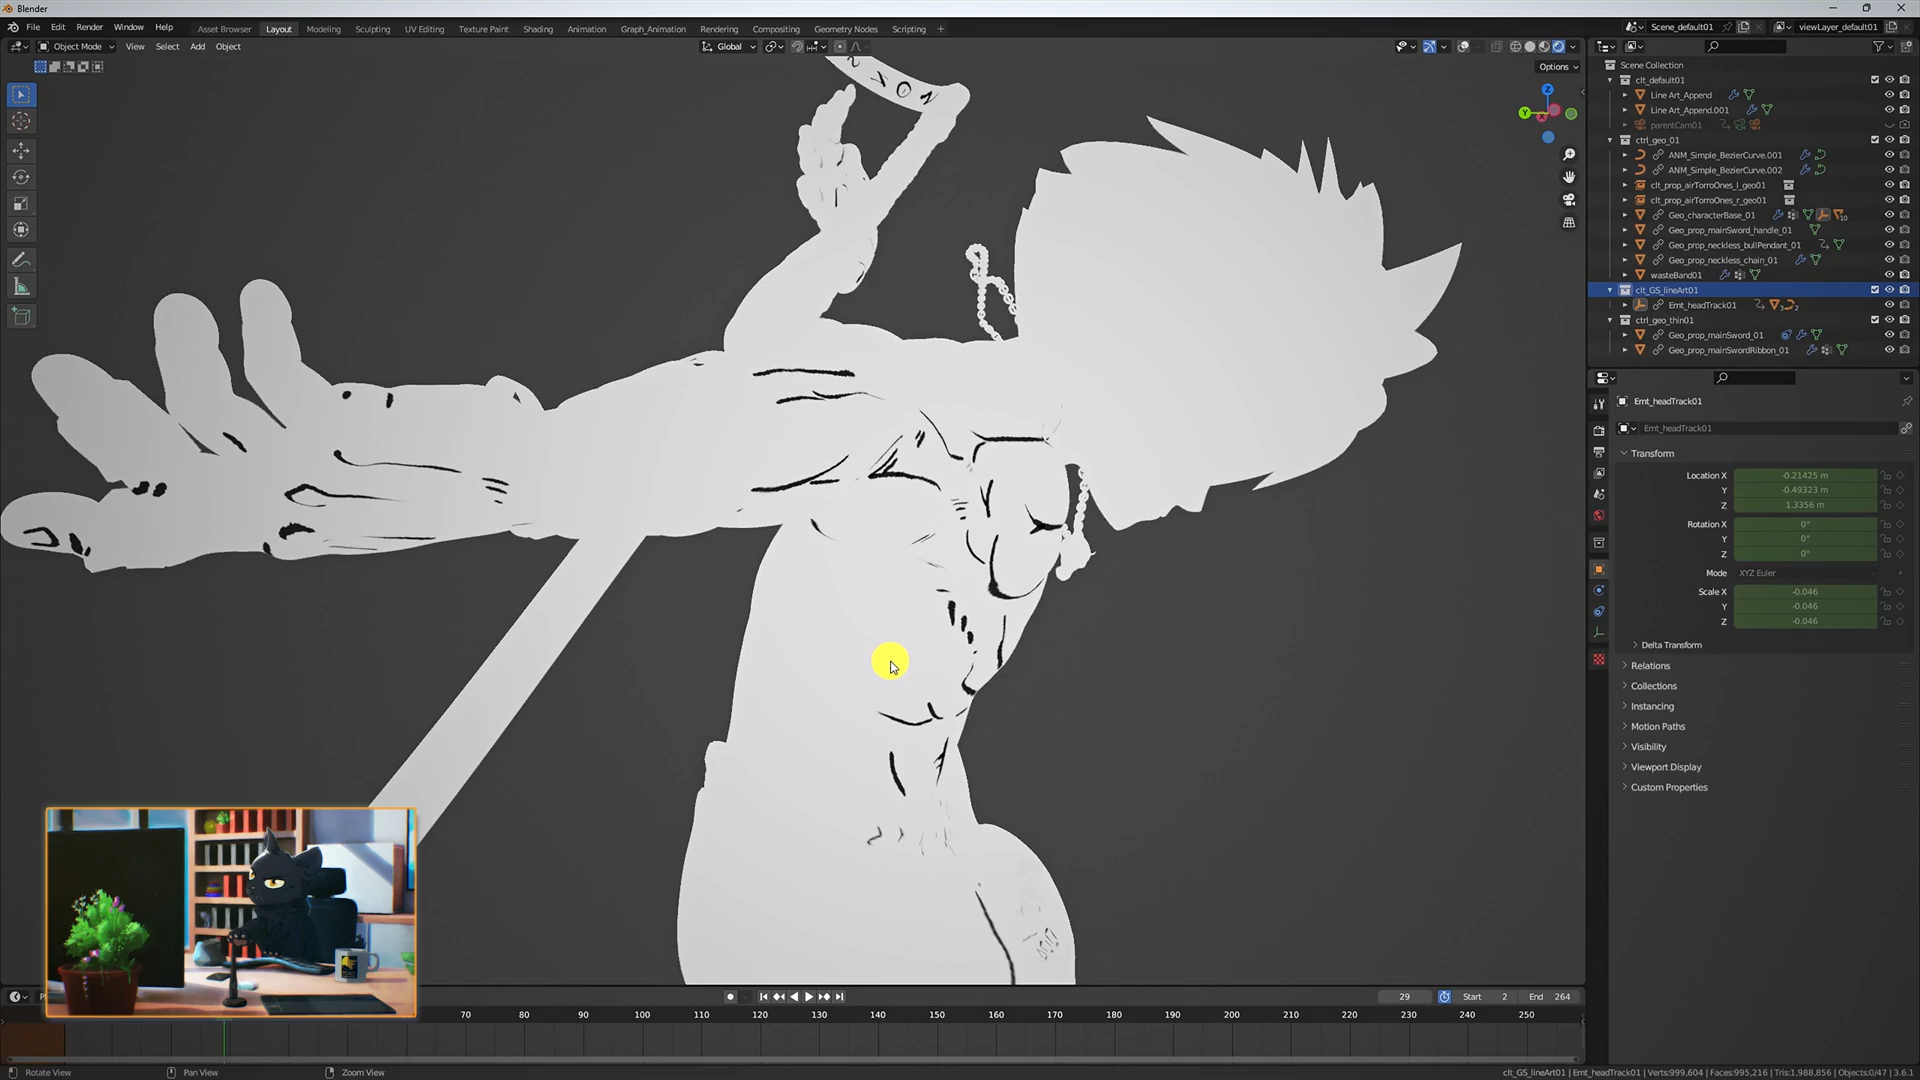 Blender
File Edit Render Window Help
Asset Browser Layout Modeling Sculpting UV Editing Texture Paint Shading Animation Graph_Animation Rendering Compositing Geometry Nodes Scripting +
Scene_default01 viewLayer_default01
Object Mode View Select Add Object
Global
Options
Z
Y
X
Scene Collection
clt_default01
Line Art_Append
Line Art_Append.001
parentCam01
ctrl_geo_01
ANM_Simple_BezierCurve.001
ANM_Simple_BezierCurve.002
clt_prop_airTorroOnes_l_geo01
clt_prop_airTorroOnes_r_geo01
Geo_characterBase_01 10
Geo_prop_mainSword_handle_01
Geo_prop_neckless_bullPendant_01
Geo_prop_neckless_chain_01
wasteBand01
clt_GS_lineArt01
Emt_headTrack01 3 2
ctrl_geo_thin01
Geo_prop_mainSword_01
Geo_prop_mainSwordRibbon_01
Emt_headTrack01
Emt_headTrack01
Transform
Location X -0.21425 m
Y -0.49323 m
Z 1.3356 m
Rotation X 0°
Y 0°
Z 0°
Mode XYZ Euler
Scale X -0.046
Y -0.046
Z -0.046
Delta Transform
Relations
Collections
Instancing
Motion Paths
Visibility
Viewport Display
Custom Properties
29 Start 2 End 264
70 80 90 100 110 120 130 140 150 160 170 180 190 200 210 220 230 240 250
Rotate View Pan View Zoom View
clt_GS_lineArt01 | Emt_headTrack01 | Verts:999,604 | Faces:995,216 | Tris:1,988,856 | Objects:0/47 | 3.6.1